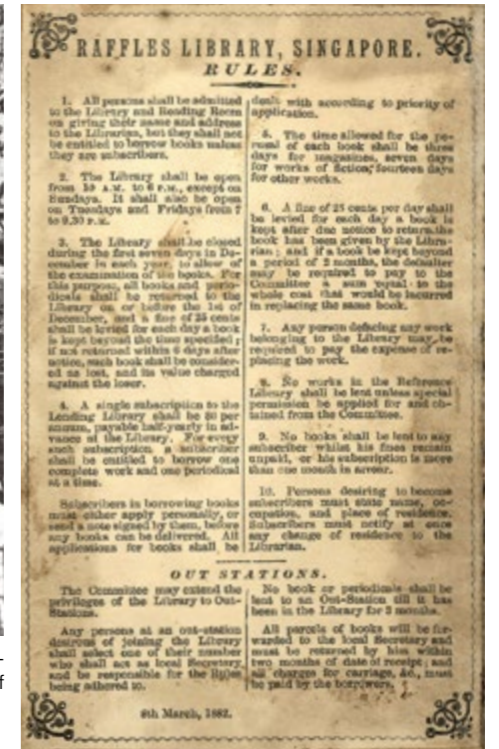 RAFFLES LIBRARY, SINGAPORE.
RULES.
1. All persons shall be admitted
to the Library and Reading Room
on giving their name and address
to the Librarian, but they shall not
be entitled to borrow books unless
they are subscribers.
2. The Library shall be open
from 10 A.M. to 6 P.M., except on
Sundays. It shall also be open
on Tuesdays and Fridays from 7
to 9.30 P.M.
3. The Library shall be closed
during the first seven days in De-
cember in each year, to allow of
the examination of the books. For
this purpose, all books and perio-
dicals shall be returned to the
Library on or before the 1st of
December, and a fine of 25 cents
shall be levied for each day a book
is kept beyond the time specified;
if not returned within 6 days after
notice, such book shall be consider-
ed as lost, and its value charged
against the loser.
4. A single subscription to the
Lending Library shall be per
annum, payable half-yearly in ad-
vance at the Library. For every
such subscription a subscriber
shall be entitled to borrow one
complete work and one periodical
at a time.
Subscribers in borrowing books
must either apply personally, or
send a note signed by them, before
any books can be delivered. All
applications for books shall be
dealt with according to priority of
application.
5. The time allowed for the pe-
rusal of each book shall be three
days for magazines, seven days
for works of fiction, fourteen days
for other works.
6. A fine of 25 cents per day shall
be levied for each day a book is
kept after due notice to return the
book has been given by the Libra-
rian; and if a book be kept beyond
a period of 2 months, the defaulter
may be required to pay to the
Committee a sum equal to the
whole cost that would be incurred
in replacing the same book.
7. Any person defacing any work
belonging to the Library may be
required to pay the expense of re-
placing the work.
8. No works in the Reference
Library shall be lent unless special
permission be applied for and ob-
tained from the Committee.
9. No books shall be lent to any
subscriber whilst his fines remain
unpaid, or his subscription is more
than one month in arrear.
10. Persons desiring to become
subscribers must state name, oc-
cupation, and place of residence.
Subscribers must notify at once
any change of residence to the
Librarian.
OUT STATIONS.
The Committee may extend the
privileges of the Library to Out-
Stations.
Any persons at an out-station
desirous of joining the Library
shall select one of their number
who shall act as local Secretary,
and be responsible for the Rules
being adhered to.
No book or periodicals shall be
lent to an Out-Station till it has
been in the Library for 3 months.
All parcels of books will be for-
warded to the local Secretary and
must be returned by him within
two months of date of receipt; and
all charges for carriage, &c., must
be paid by the borrowers.
8th March, 1882.